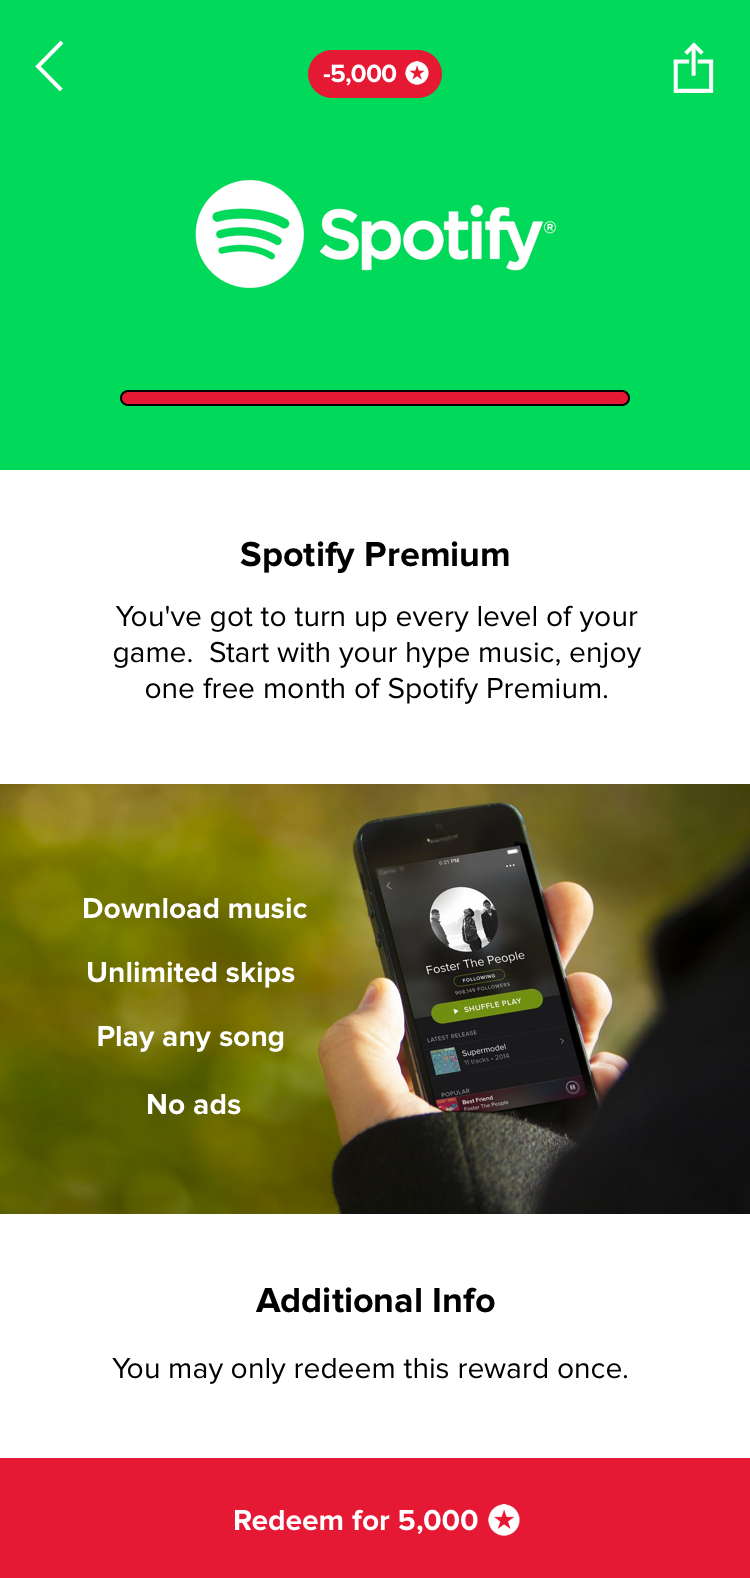 -5,000
Spotify®
Spotify Premium
You've got to turn up every level of your
game.  Start with your hype music, enjoy
one free month of Spotify Premium.
6:21 PM
Download music
Foster The People
Unlimited skips
FOLLOWING
908,149 FOLLOWERS
SHUFFLE PLAY
Play any song
LATEST RELEASE
Supermodel
11 tracks • 2014
No ads
POPULAR
Best Friend
Foster The People
Additional Info
You may only redeem this reward once.
Redeem for 5,000